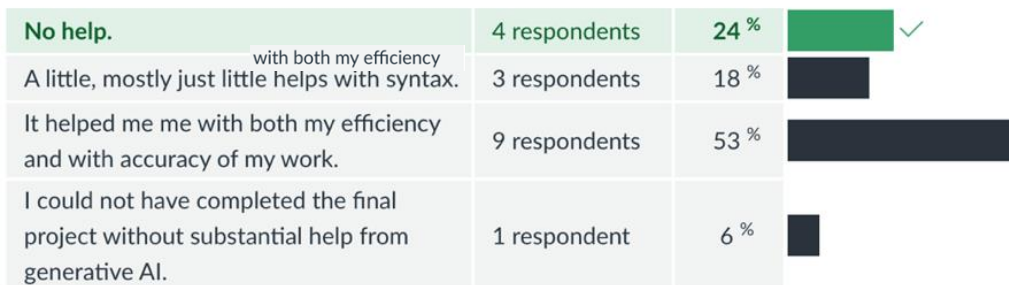 No help. 4 respondents 24 %
with both my efficiency
A little, mostly just little helps with syntax. 3 respondents 18 %
It helped me me with both my efficiency
and with accuracy of my work. 9 respondents 53 %
I could not have completed the final
project without substantial help from 1 respondent 6 %
generative AI.